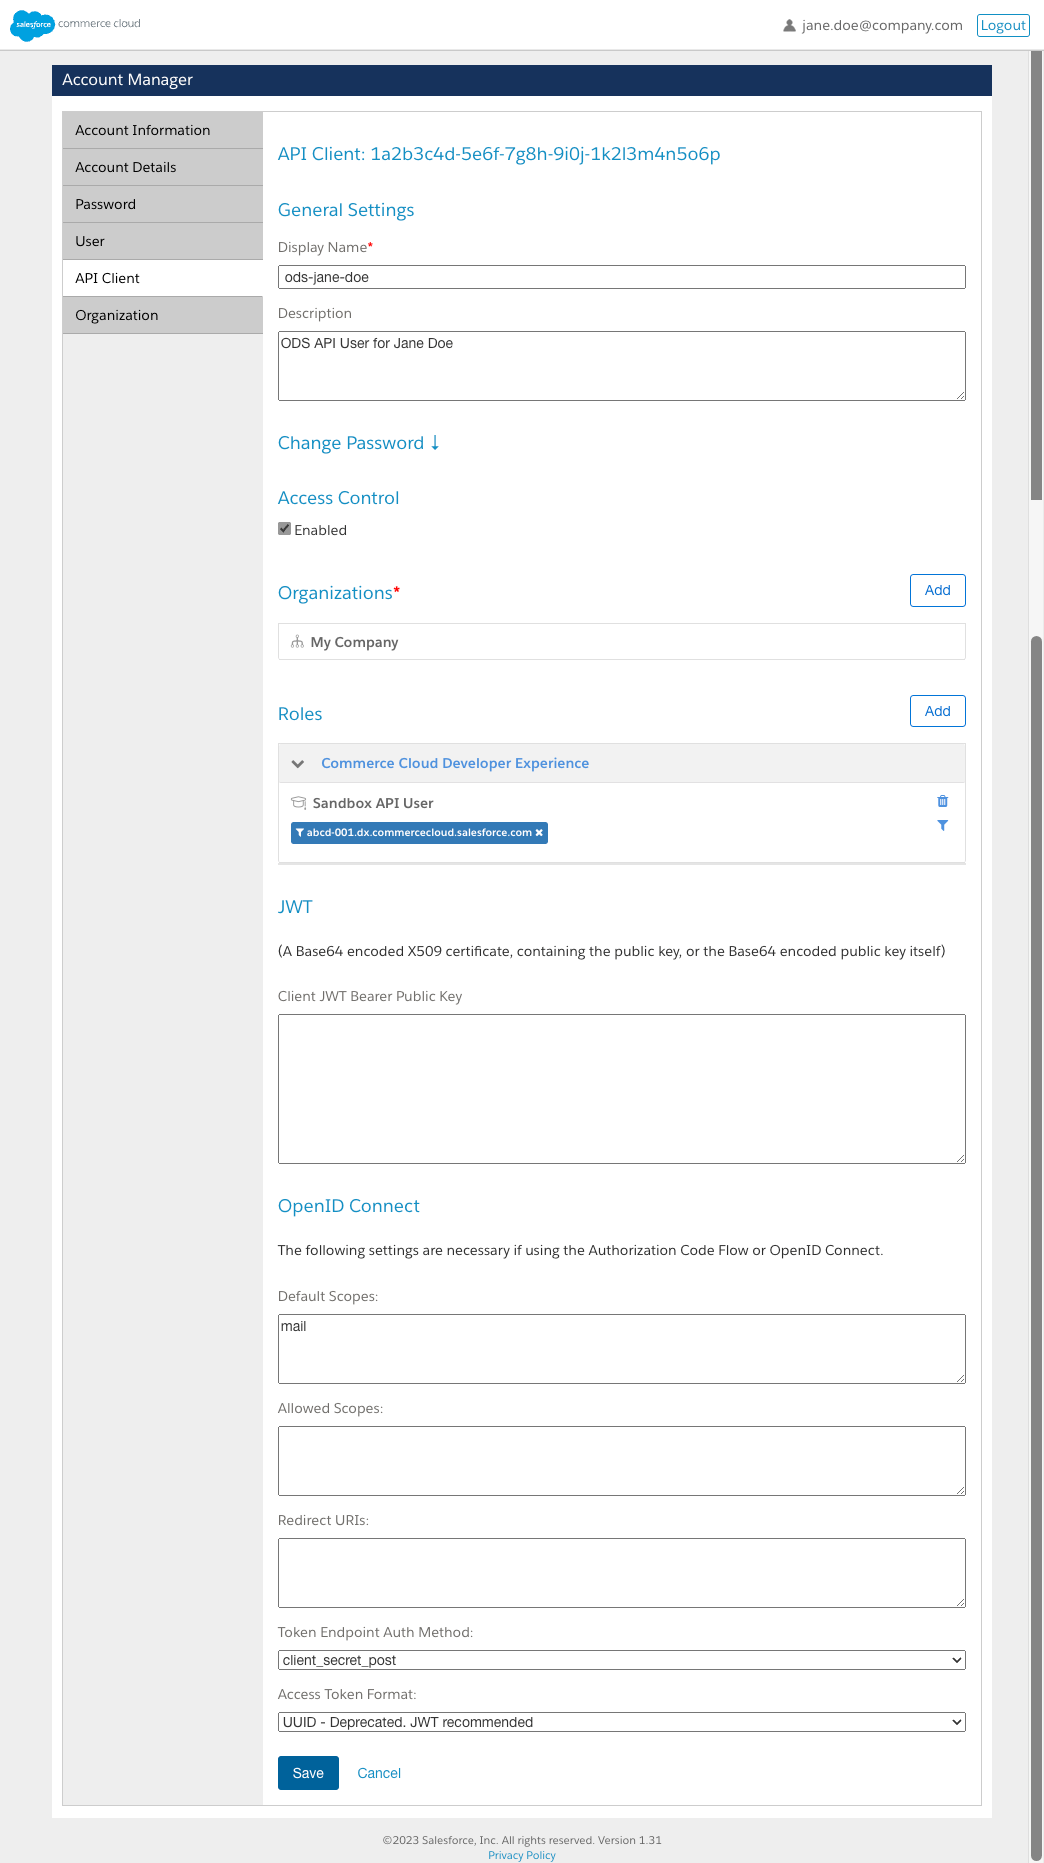 salesforce commerce cloud
jane.doe@company.com Logout
Account Manager
Account Information
Account Details
Password
User
API Client
Organization
API Client: 1a2b3c4d-5e6f-7g8h-9i0j-1k2l3m4n5o6p
General Settings
Display Name*
ods-jane-doe
Description
ODS API User for Jane Doe
Change Password ↓
Access Control
Enabled
Organizations* Add
My Company
Roles Add
Commerce Cloud Developer Experience
Sandbox API User
abcd-001.dx.commercecloud.salesforce.com ×
JWT
(A Base64 encoded X509 certificate, containing the public key, or the Base64 encoded public key itself)
Client JWT Bearer Public Key
OpenID Connect
The following settings are necessary if using the Authorization Code Flow or OpenID Connect.
Default Scopes:
mail
Allowed Scopes:
Redirect URIs:
Token Endpoint Auth Method:
client_secret_post
Access Token Format:
UUID - Deprecated. JWT recommended
Save Cancel
©2023 Salesforce, Inc. All rights reserved. Version 1.31
Privacy Policy